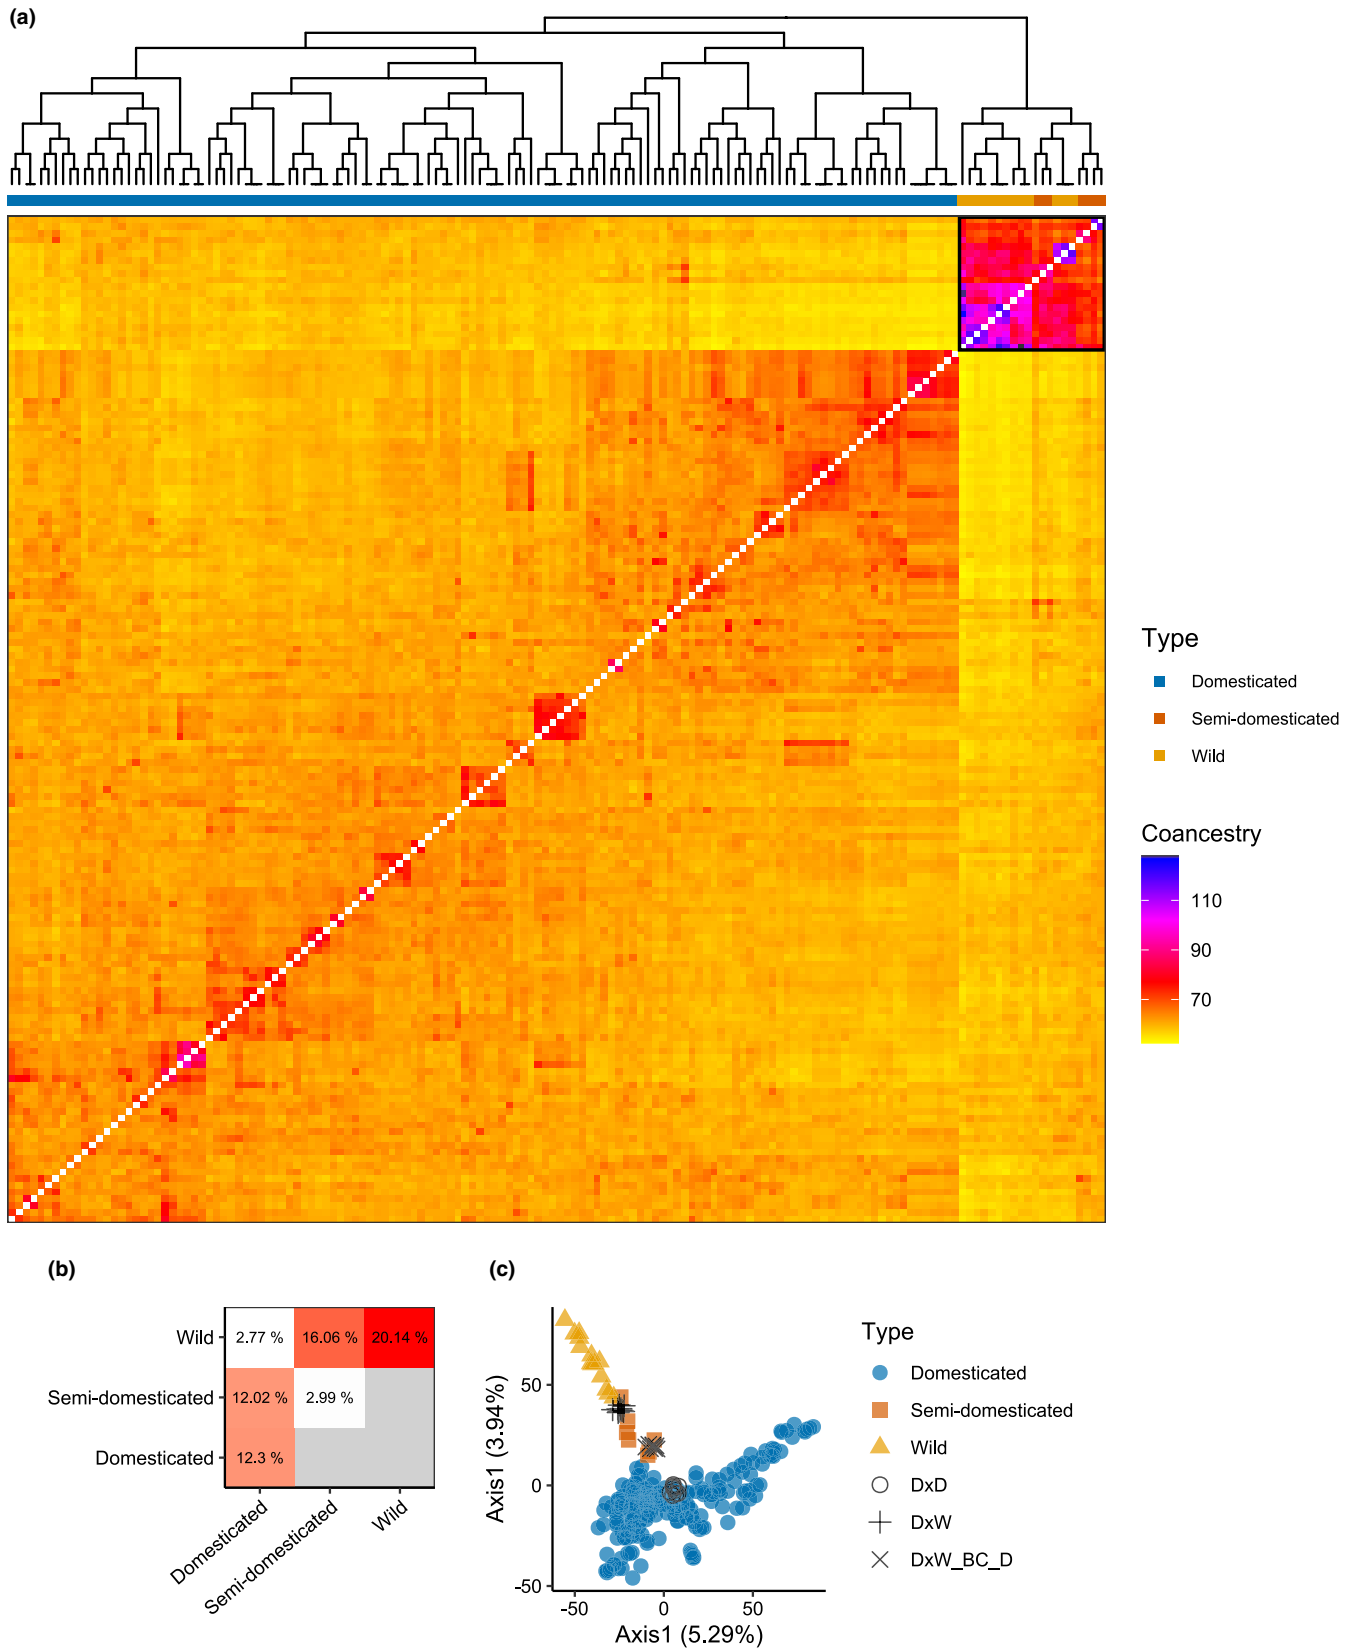 (a)
Type
Domesticated
Semi-domesticated
Wild
Coancestry
110
90
70
(b)
Wild
Semi-domesticated
Domesticated
2.77 %
16.06 %
20.14 %
12.02 %
2.99 %
12.3 %
Domesticated
Semi-domesticated
Wild
(c)
Axis1 (3.94%)
50
0
-50
-50
0
50
Axis1 (5.29%)
Type
Domesticated
Semi-domesticated
Wild
DxD
DxW
DxW_BC_D